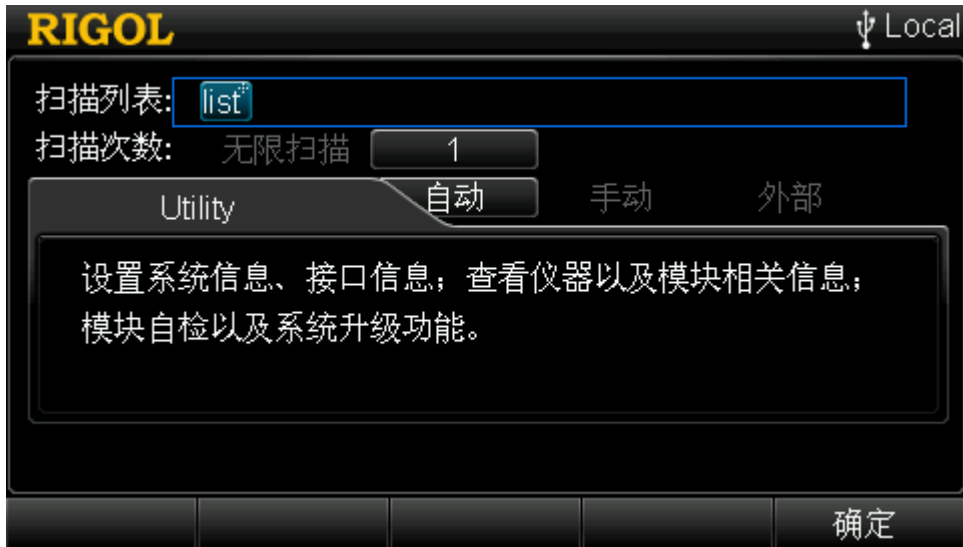 RIGOL Local
扫描列表: list
扫描次数: 无限扫描 1
Utility 自动 手动 外部
设置系统信息、接口信息；查看仪器以及模块相关信息；
模块自检以及系统升级功能。
确定